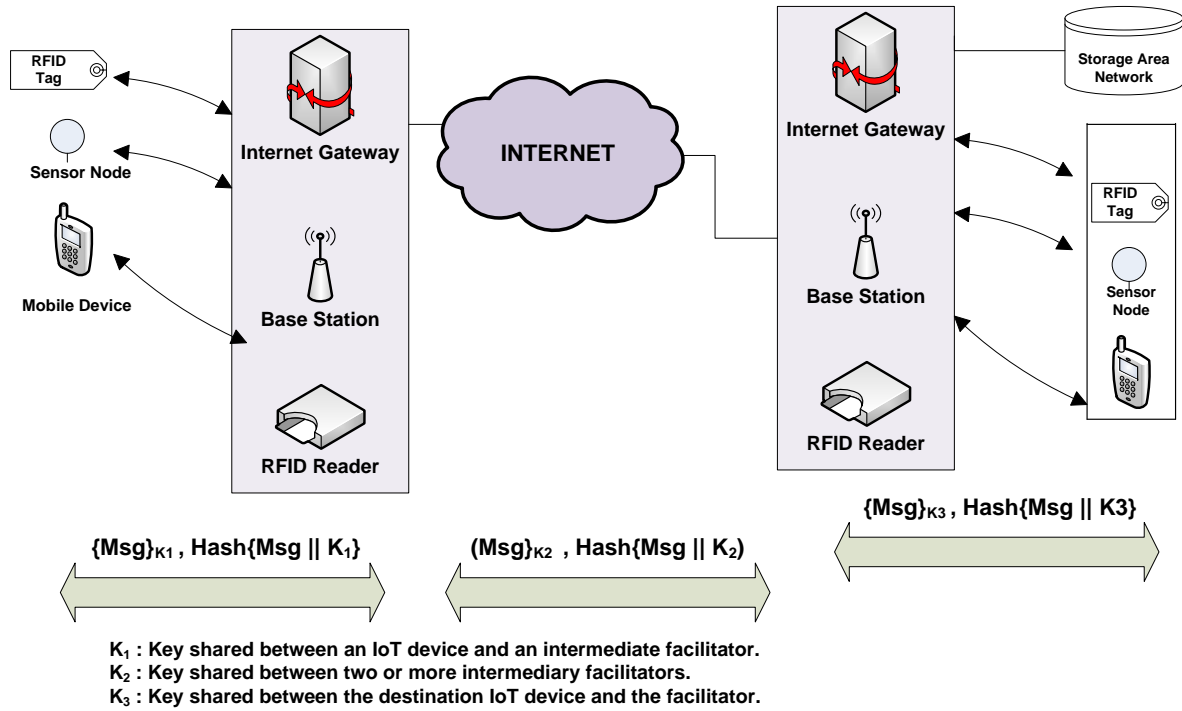 RFID
Tag
Sensor Node
Mobile Device
Internet Gateway
Base Station
RFID Reader
INTERNET
Internet Gateway
Base Station
RFID Reader
Storage Area
Network
RFID
Tag
Sensor
Node
{Msg}K1 , Hash{Msg || K1}
(Msg}K2 , Hash{Msg || K2)
{Msg}K3 , Hash{Msg || K3}
K1 : Key shared between an IoT device and an intermediate facilitator.
K2 : Key shared between two or more intermediary facilitators.
K3 : Key shared between the destination IoT device and the facilitator.